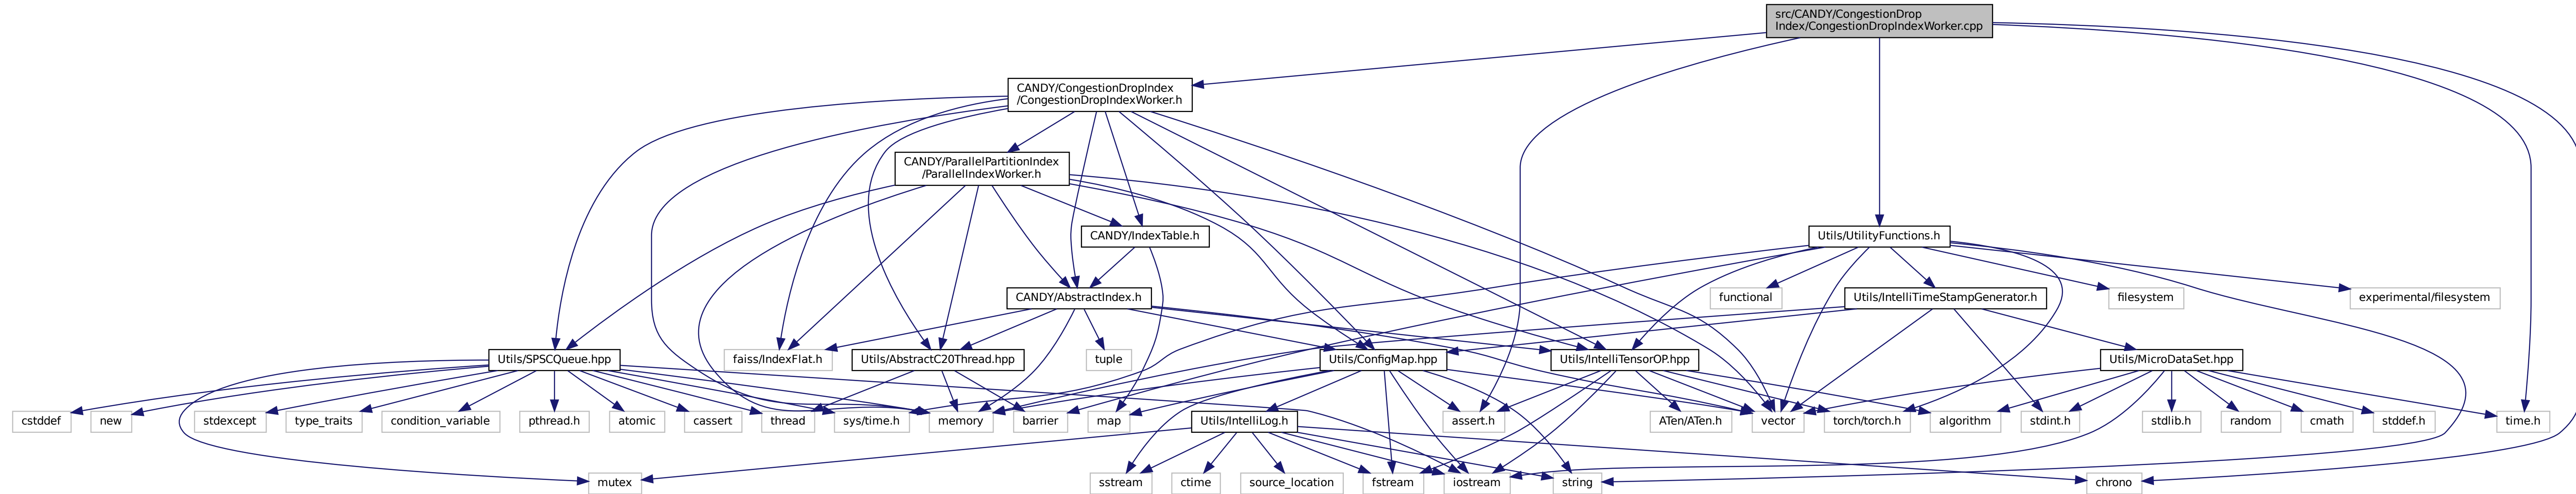 src/CANDY/CongestionDrop
Index/CongestionDropIndexWorker.cpp
CANDY/CongestionDropIndex
/CongestionDropIndexWorker.h
CANDY/ParallelPartitionIndex
/ParallelIndexWorker.h
CANDY/IndexTable.h
Utils/UtilityFunctions.h
CANDY/AbstractIndex.h
functional
Utils/IntelliTimeStampGenerator.h
filesystem
experimental/filesystem
Utils/SPSCQueue.hpp
faiss/IndexFlat.h
Utils/AbstractC20Thread.hpp
tuple
Utils/ConfigMap.hpp
Utils/IntelliTensorOP.hpp
Utils/MicroDataSet.hpp
cstddef
new
stdexcept
type_traits
condition_variable
pthread.h
atomic
cassert
thread
sys/time.h
memory
barrier
map
Utils/IntelliLog.h
assert.h
ATen/ATen.h
vector
torch/torch.h
algorithm
stdint.h
stdlib.h
random
cmath
stddef.h
time.h
mutex
sstream
ctime
source_location
fstream
iostream
string
chrono